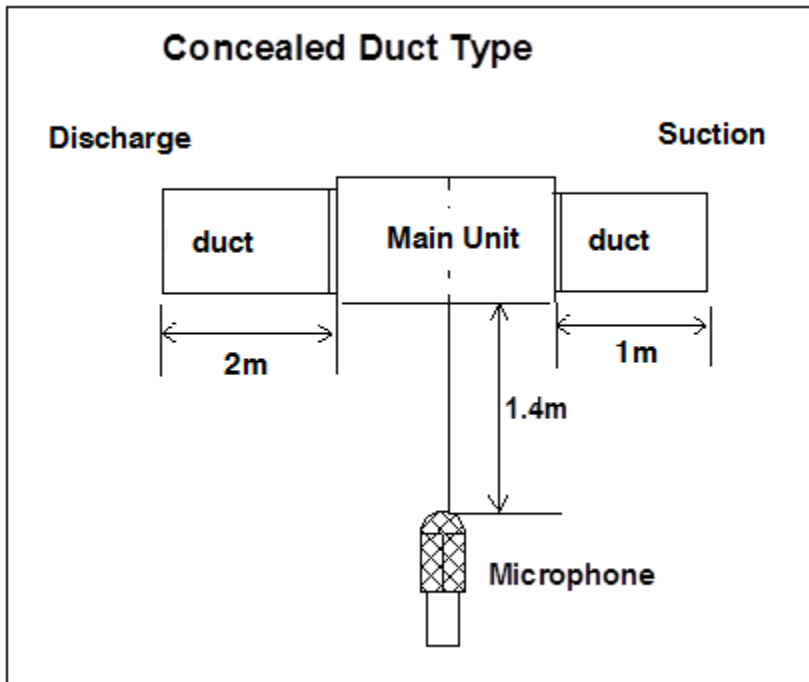 Concealed Duct Type
Discharge
Suction
duct
Main Unit
duct
2m
1m
1.4m
Microphone